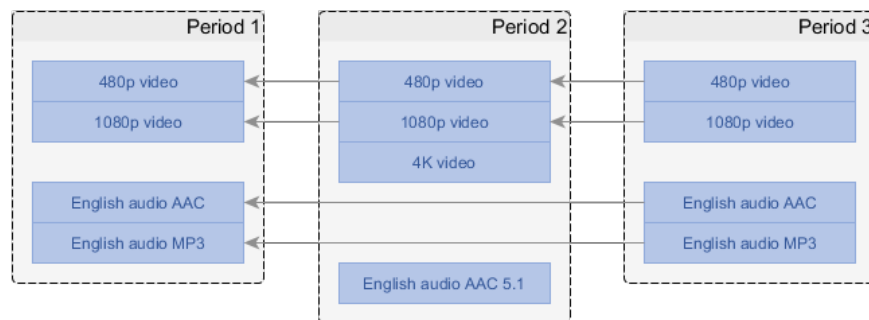 Period 1
480p video
1080p video
English audio AAC
English audio MP3
Period 2
480p video
1080p video
4K video
English audio AAC 5.1
Period 3
480p video
1080p video
English audio AAC
English audio MP3